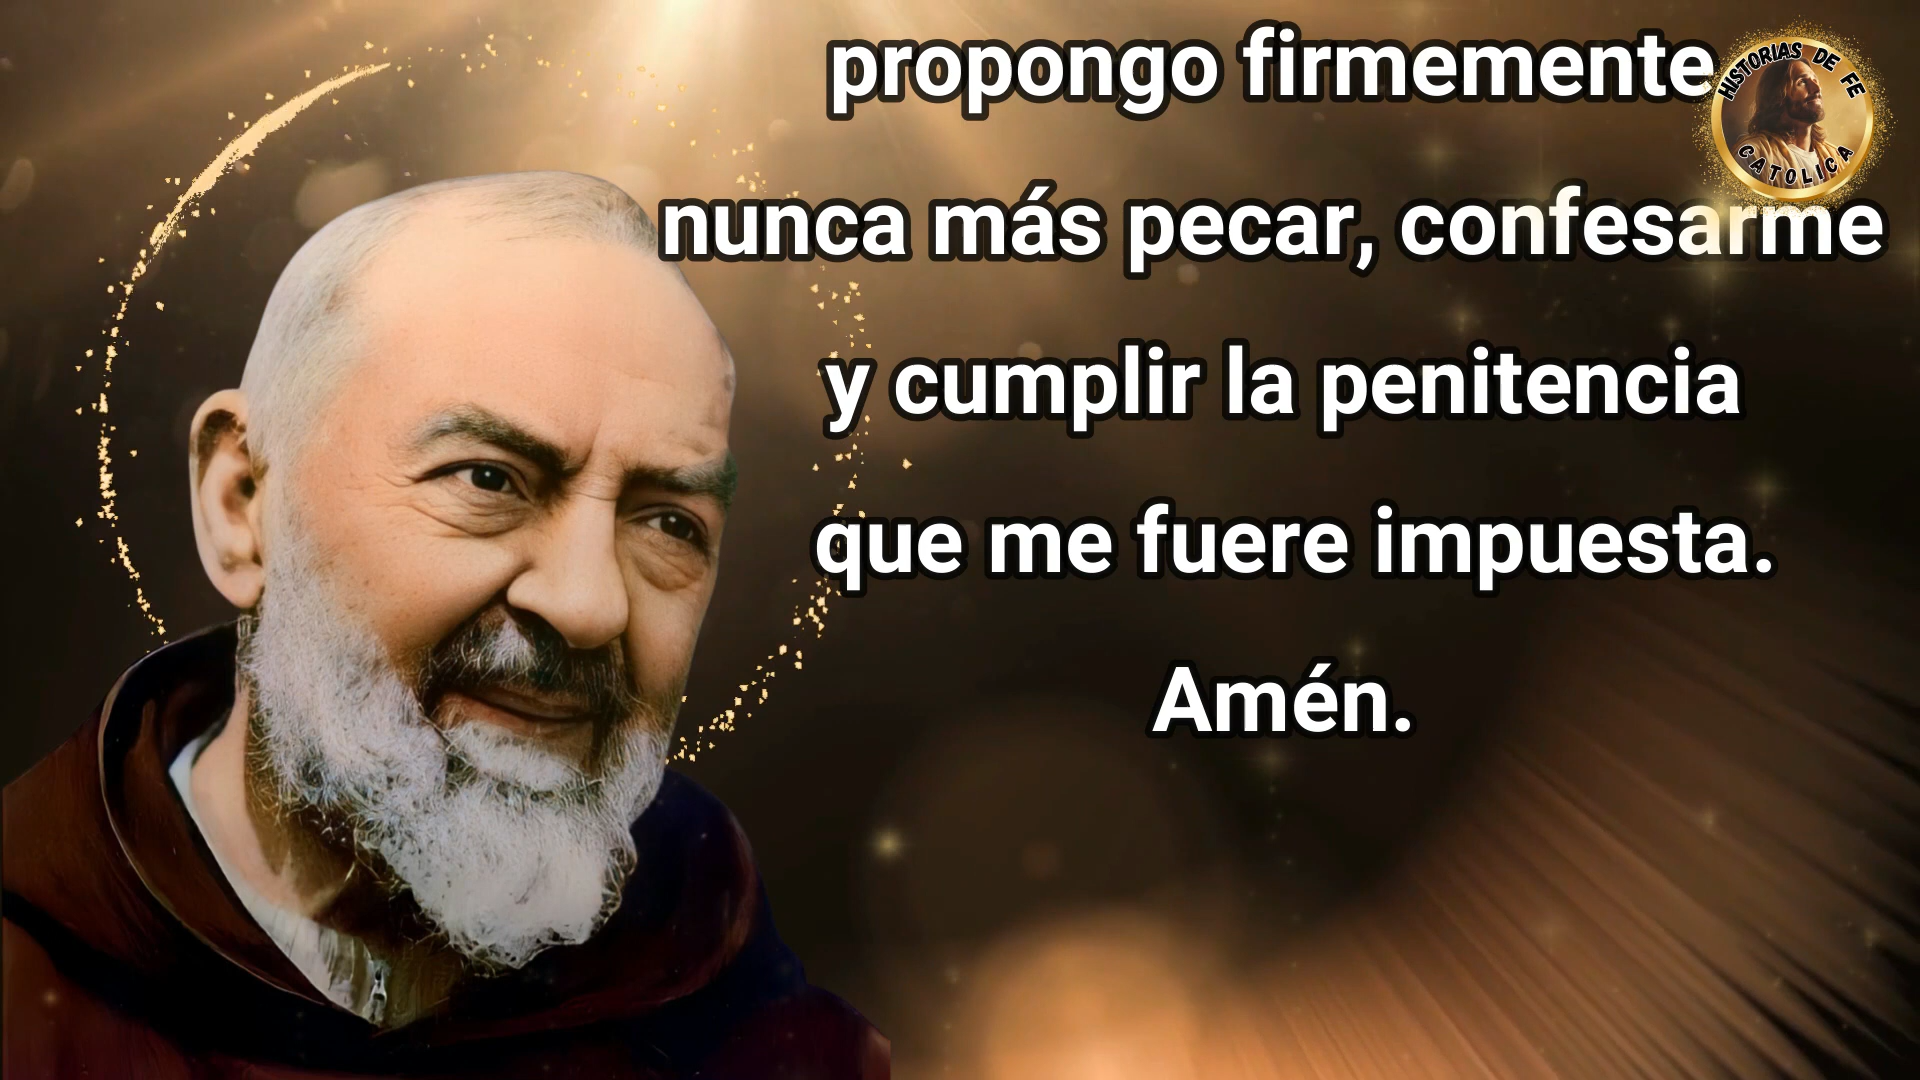 propongo firmemente
nunca más pecar, confesarme
y cumplir la penitencia
que me fuere impuesta.
Amén.
HISTORIAS DE FE
CATOLICA